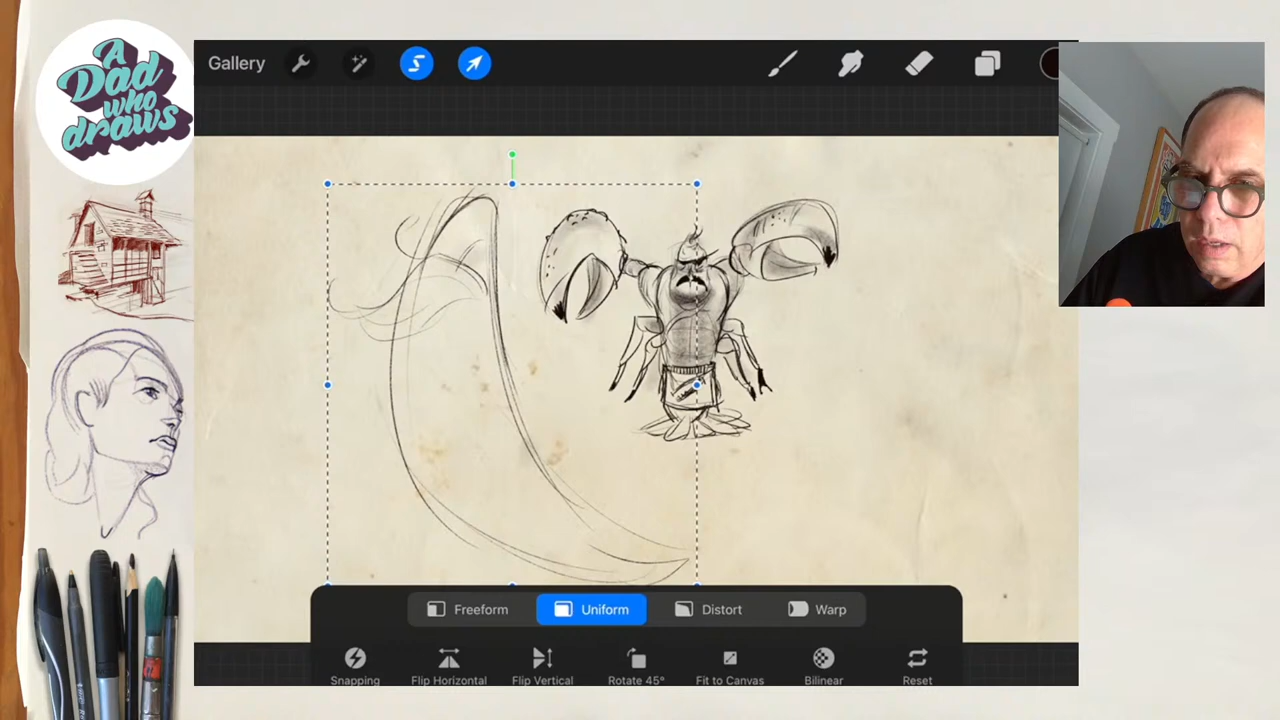 A
Dad
who
draws
Gallery
Freeform
Uniform
Distort
Warp
Snapping
Flip Horizontal
Flip Vertical
Rotate 45°
Fit to Canvas
Bilinear
Reset